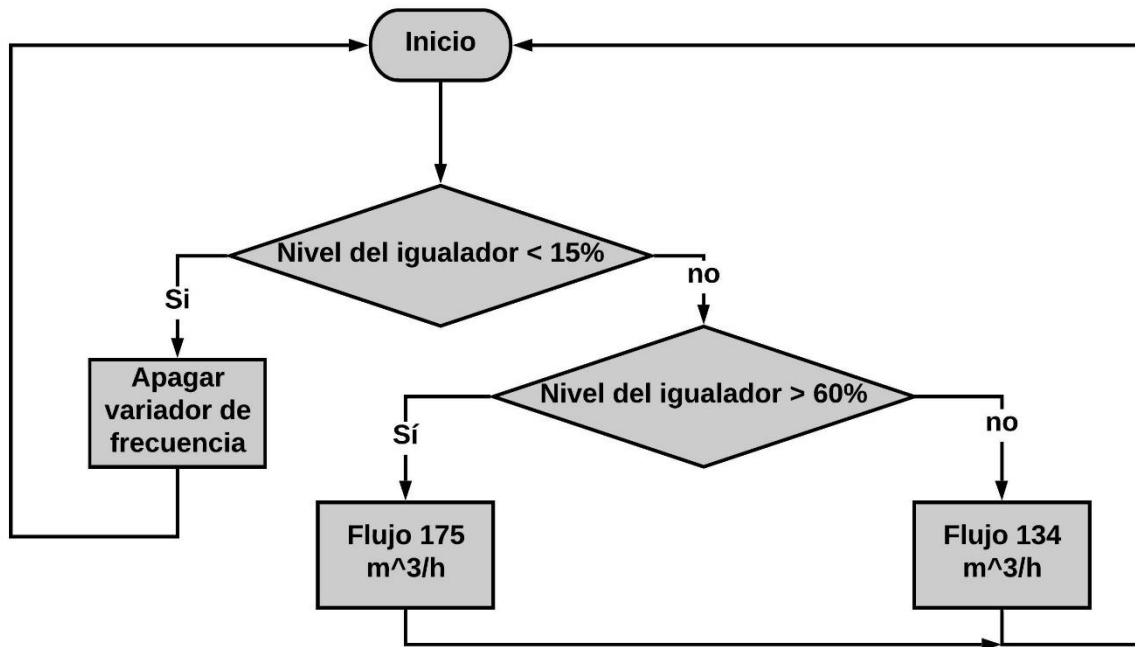 Inicio
Nivel del igualador < 15%
Si
no
Apagar
variador de
frecuencia
Nivel del igualador > 60%
Sí
no
Flujo 175
m^3/h
Flujo 134
m^3/h